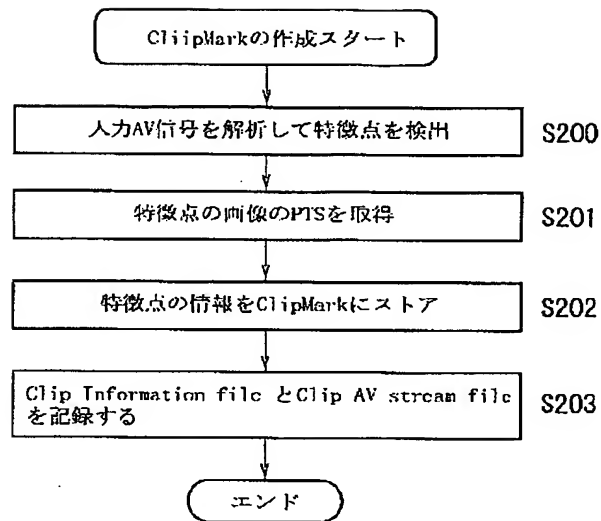 CliipMarkの作成スタート
入力AV信号を解析して特徴点を検出
S200
特徴点の画像のPTSを取得
S201
特徴点の情報をClipMarkにストア
S202
Clip Information file とClip AV stream file
を記録する
S203
エンド